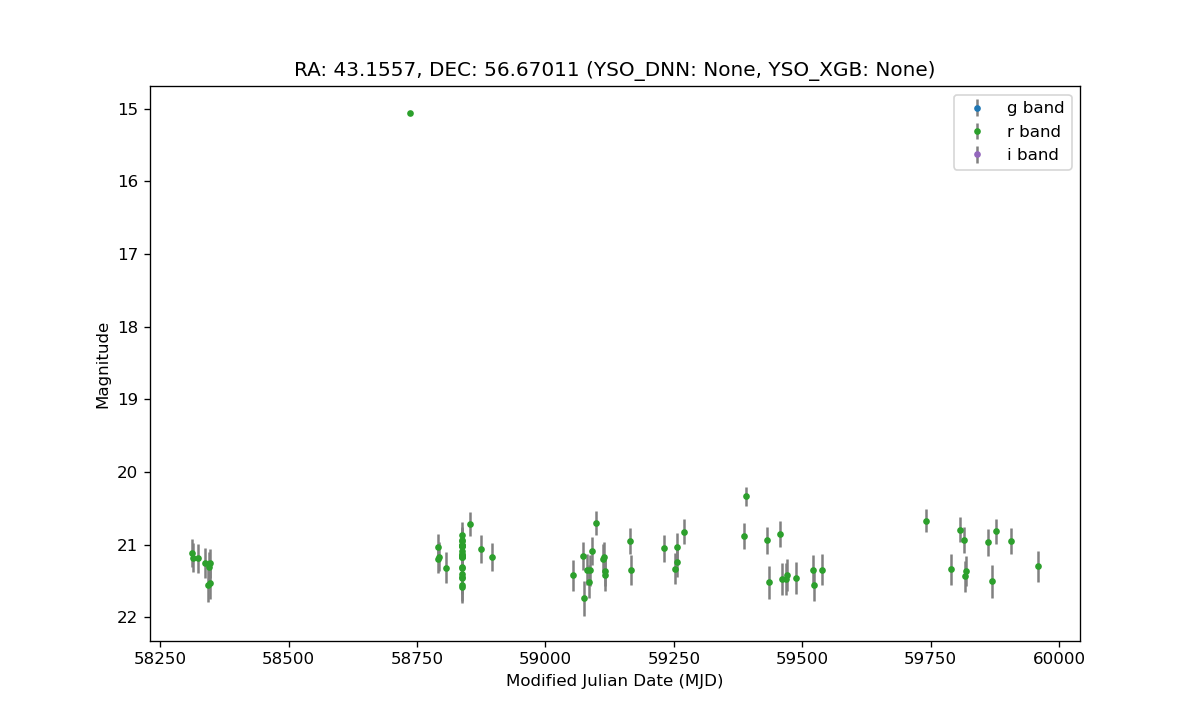 RA: 43.1557, DEC: 56.67011 (YSO_DNN: None, YSO_XGB: None)
g band
r band
i band
Magnitude
15
16
17
18
19
20
21
22
58250 58500 58750 59000 59250 59500 59750 60000
Modified Julian Date (MJD)